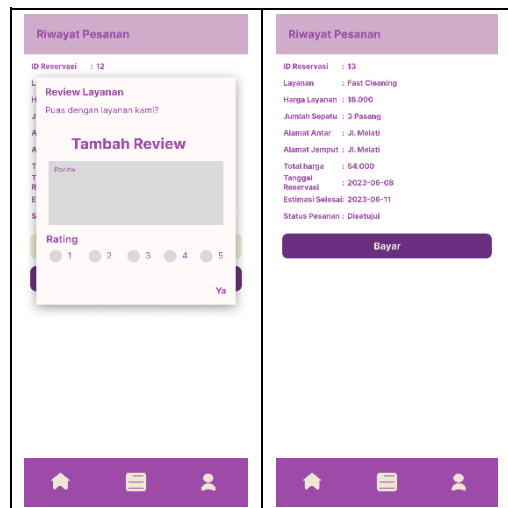 Riwayat Pesanan
ID Reservasi : 12
L
H
J
A
A
T
T
R
E
S
Review Layanan
Puas dengan layanan kami?
Tambah Review
Review
Rating
1 2 3 4 5
Ya
Riwayat Pesanan
ID Reservasi : 13
Layanan : Fast Cleaning
Harga Layanan : 18.000
Jumlah Sepatu : 3 Pasang
Alamat Antar : Jl. Melati
Alamat Jemput : Jl. Melati
Total harga : 54.000
Tanggal
Reservasi : 2023-06-08
Estimasi Selesai: 2023-06-11
Status Pesanan : Disetujui
Bayar